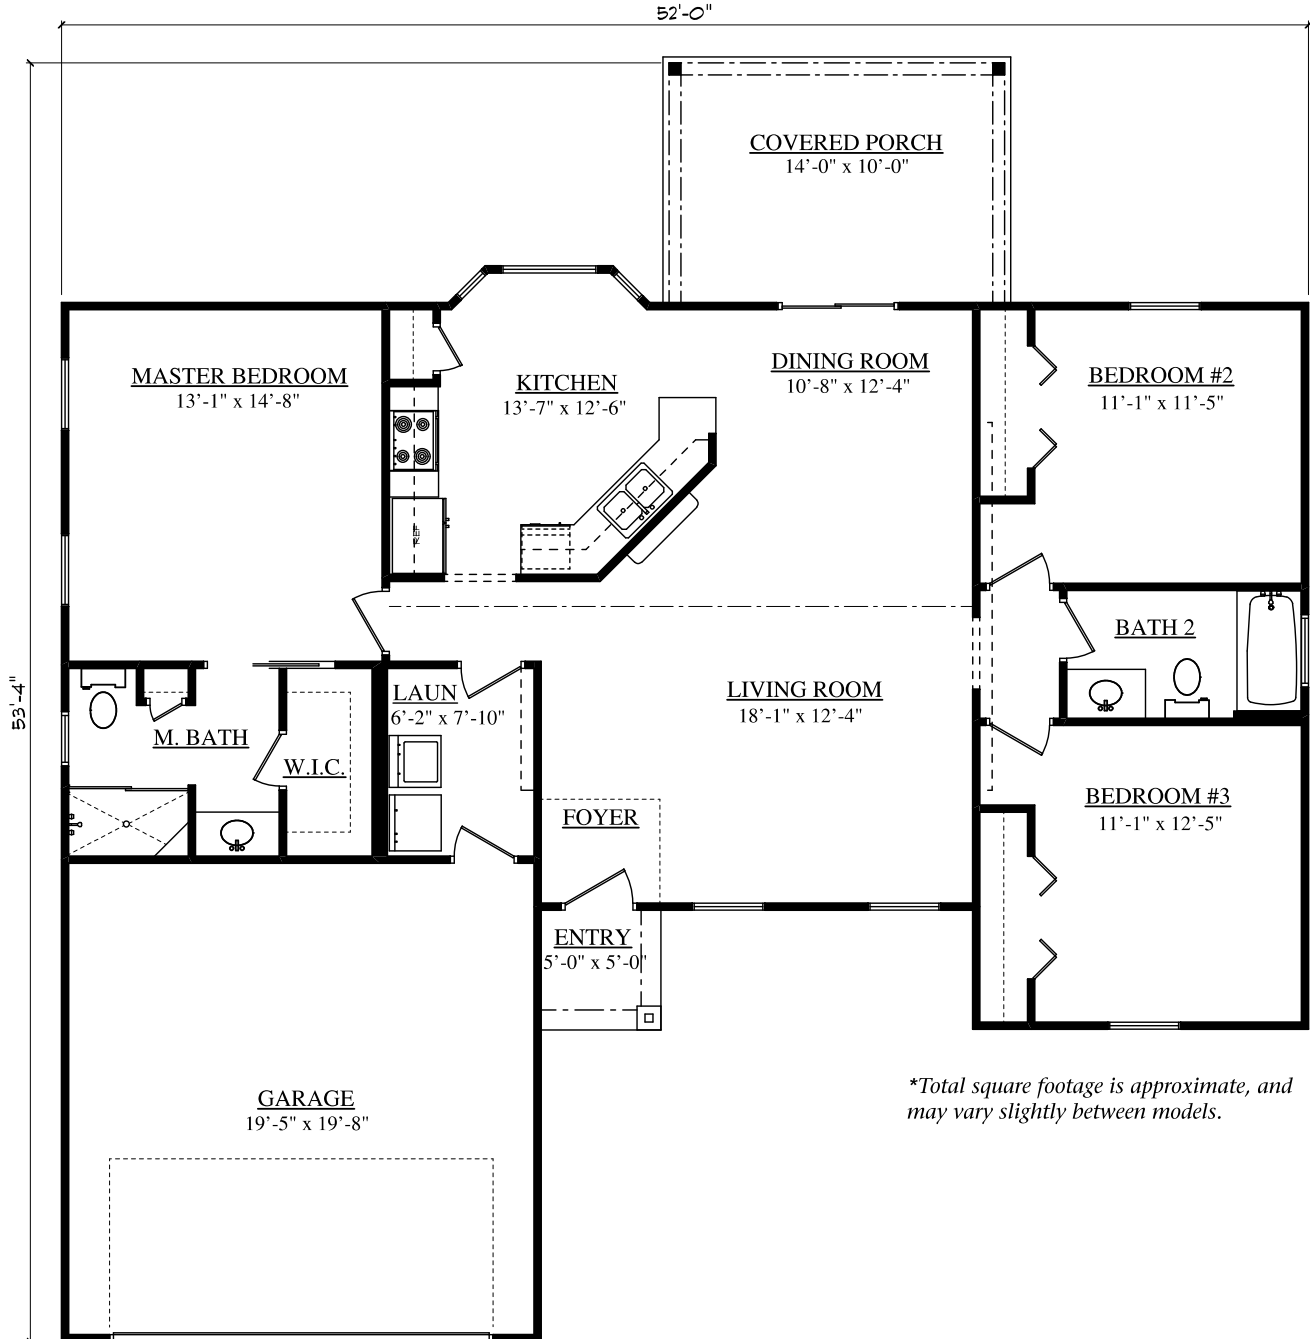 52'-0"
COVERED PORCH
14'-0" x 10'-0"
MASTER BEDROOM
13'-1" x 14'-8"
KITCHEN
13'-7" x 12'-6"
DINING ROOM
10'-8" x 12'-4"
BEDROOM #2
11'-1" x 11'-5"
REF
BATH 2
53'-4"
LAUN
6'-2" x 7'-10"
LIVING ROOM
18'-1" x 12'-4"
M. BATH
W.I.C.
FOYER
BEDROOM #3
11'-1" x 12'-5"
ENTRY
5'-0" x 5'-0"
GARAGE
19'-5" x 19'-8"
*Total square footage is approximate, and
may vary slightly between models.